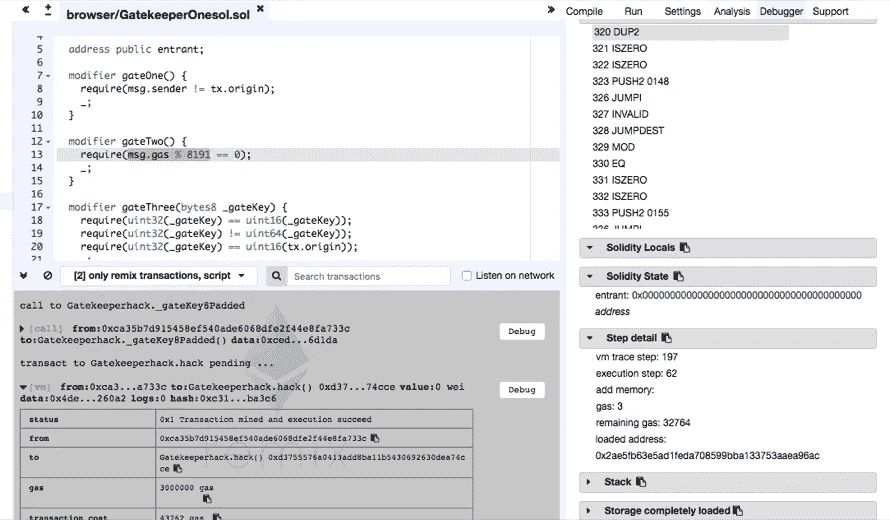 browser/GatekeeperOnesol.sol
Compile Run Settings Analysis Debugger Support
4
5 address public entrant;
6
7 modifier gateOne() {
8 require(msg.sender != tx.origin);
9 _;
10 }
11
12 modifier gateTwo() {
13 require(msg.gas % 8191 == 0);
14 _;
15 }
16
17 modifier gateThree(bytes8 _gateKey) {
18 require(uint32(_gateKey) == uint16(_gateKey));
19 require(uint32(_gateKey) != uint64(_gateKey));
20 require(uint32(_gateKey) == uint16(tx.origin));
21
[2] only remix transactions, script
Search transactions
Listen on network
call to Gatekeeperhack._gateKey8Padded
[call] from:0xca35b7d915458ef540ade6068dfe2f44e8fa733c
to:Gatekeeperhack._gateKey8Padded() data:0xced...6d1da
Debug
transact to Gatekeeperhack.hack pending ...
[vm] from:0xca3...a733c to:Gatekeeperhack.hack() 0xd37...74cce value:0 wei
data:0x4de...260a2 logs:0 hash:0xc31...ba3c6
Debug
status 0x1 Transaction mined and execution succeed
from 0xca35b7d915458ef540ade6068dfe2f44e8fa733c
to Gatekeeperhack.hack() 0xd3755576a0413add8ba11b5430692630dea74c
ce
gas 3000000 gas
transaction cost 43762 gas
320 DUP2
321 ISZERO
322 ISZERO
323 PUSH2 0148
326 JUMPI
327 INVALID
328 JUMPDEST
329 MOD
330 EQ
331 ISZERO
332 ISZERO
333 PUSH2 0155
336 JUMPI
Solidity Locals
Solidity State
entrant: 0x0000000000000000000000000000000000000000
address
Step detail
vm trace step: 197
execution step: 62
add memory:
gas: 3
remaining gas: 32764
loaded address:
0x2ae5fb63e5ad1feda708599bba133753aaea96ac
Stack
Storage completely loaded